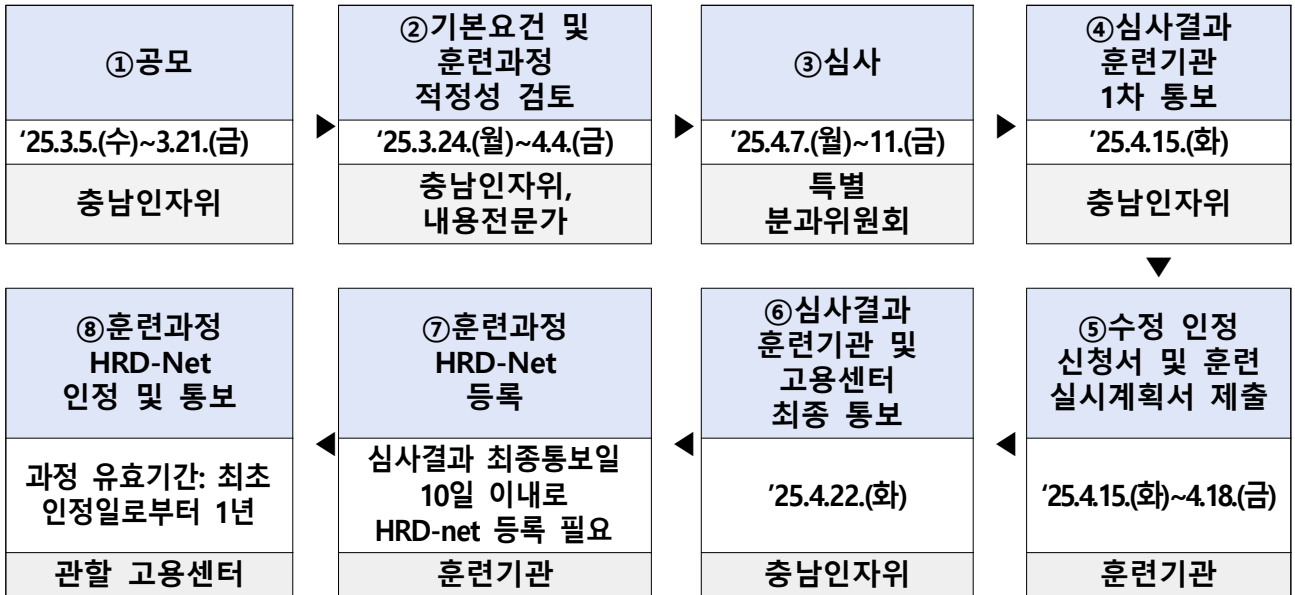 ①공모
'25.3.5.(수)~3.21.(금)
충남인자위
▶
②기본요건 및
훈련과정
적정성 검토
'25.3.24.(월)~4.4.(금)
충남인자위,
내용전문가
▶
③심사
'25.4.7.(월)~11.(금)
특별
분과위원회
▶
④심사결과
훈련기관
1차 통보
'25.4.15.(화)
충남인자위
▼
⑤수정 인정
신청서 및 훈련
실시계획서 제출
'25.4.15.(화)~4.18.(금)
훈련기관
◀
⑥심사결과
훈련기관 및
고용센터
최종 통보
'25.4.22.(화)
충남인자위
◀
⑦훈련과정
HRD-Net
등록
심사결과 최종통보일
10일 이내로
HRD-net 등록 필요
훈련기관
◀
⑧훈련과정
HRD-Net
인정 및 통보
과정 유효기간: 최초
인정일로부터 1년
관할 고용센터